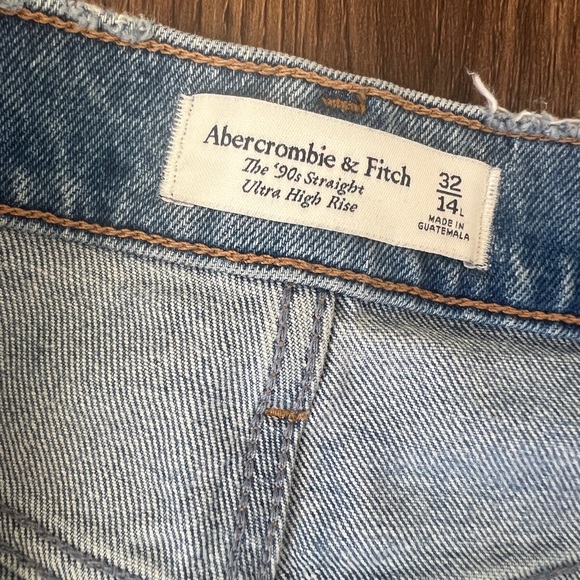 Abercrombie & Fitch
The '90s Straight
Ultra High Rise
32
14L
MADE IN
GUATEMALA